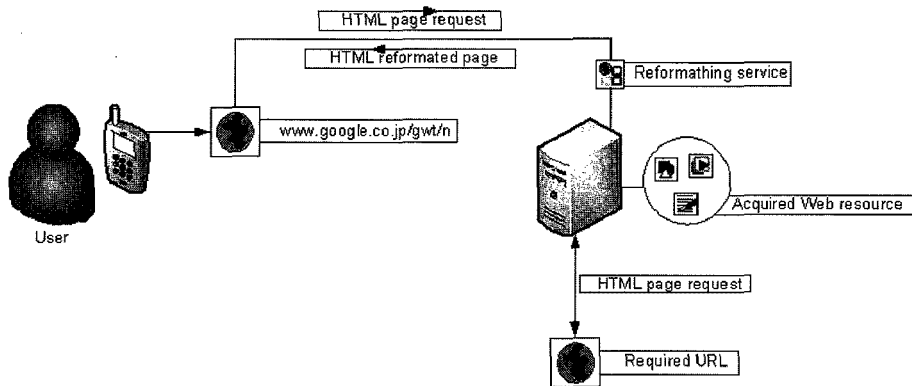 HTML page request
HTML reformated page
Reformathing service
www.google.co.jp/gwt/n
Acquired Web resource
User
HTML page request
Required URL